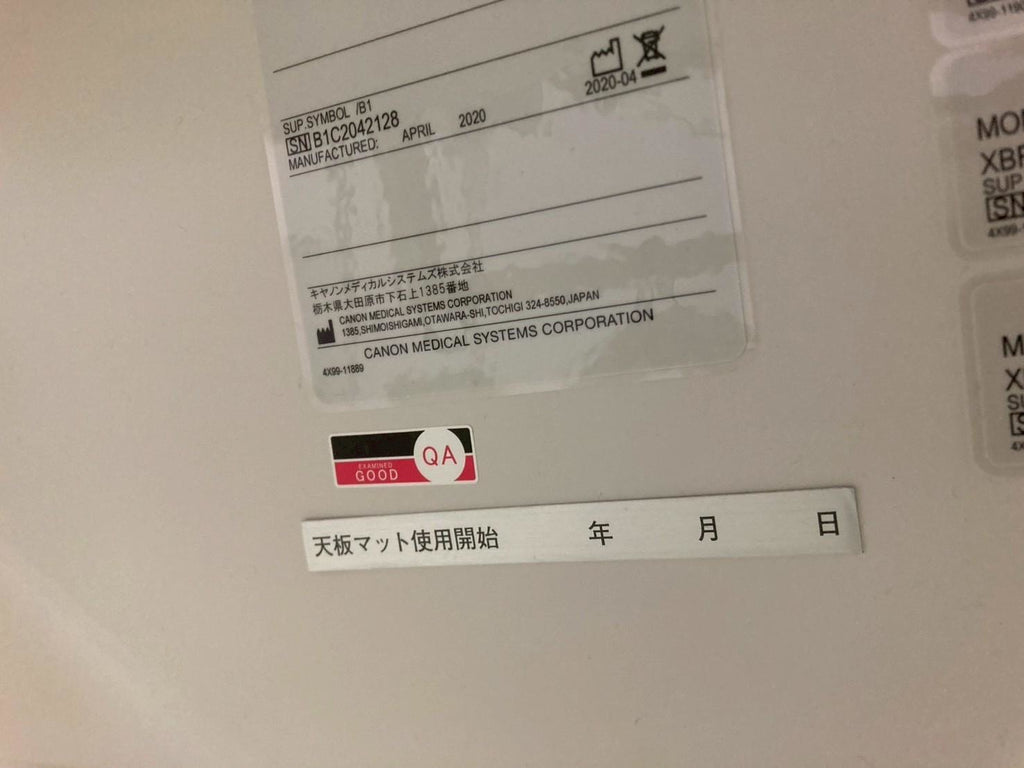 2020-04
SUP.SYMBOL /B1
SN B1C2042128
MANUFACTURED: APRIL 2020
キヤノンメディカルシステムズ株式会社
栃木県大田原市下石上1385番地
CANON MEDICAL SYSTEMS CORPORATION
1385,SHIMOISHIGAMI,OTAWARA-SHI,TOCHIGI 324-8550,JAPAN
CANON MEDICAL SYSTEMS CORPORATION
4X99-11889
EXAMINED
GOOD
QA
天板マット使用開始 年 月 日
SUP
SN